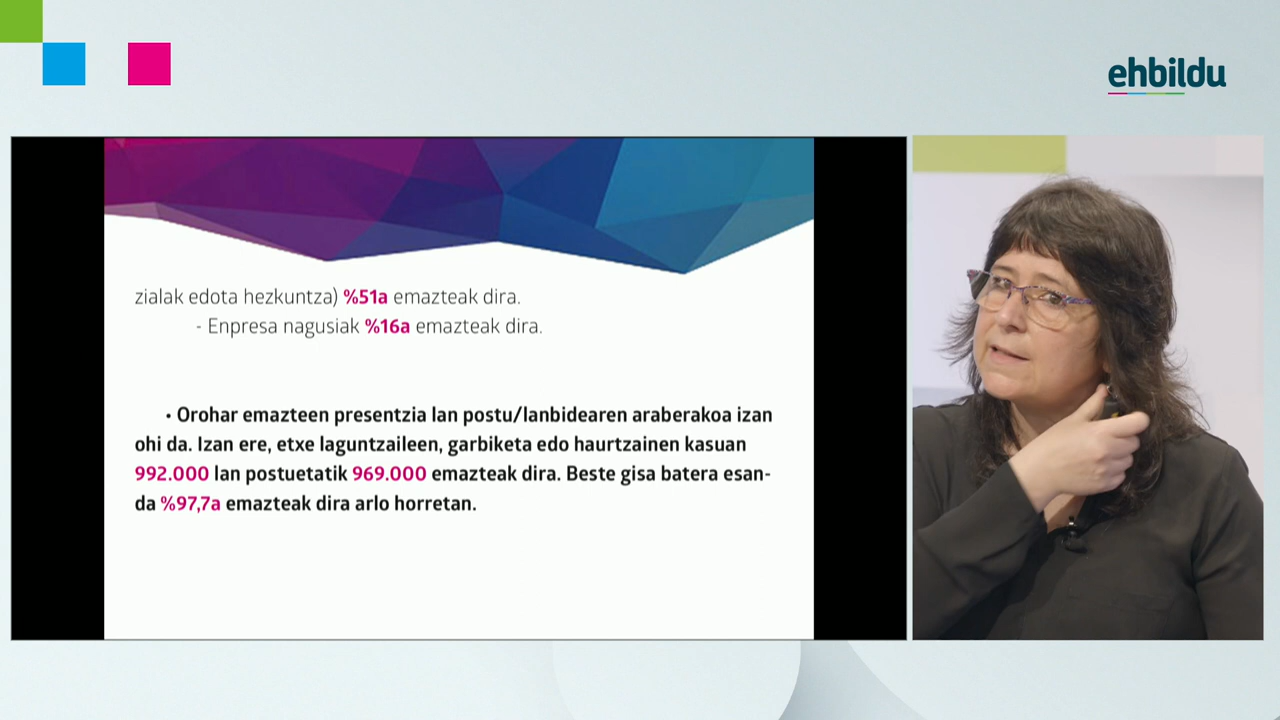 ehbildu
zialak edota hezkuntza) %51a emazteak dira.
- Enpresa nagusiak %16a emazteak dira.
• Orohar emazteen presentzia lan postu/lanbidearen araberakoa izan
ohi da. Izan ere, etxe laguntzaileen, garbiketa edo haurtzainen kasuan
992.000 lan postuetatik 969.000 emazteak dira. Beste gisa batera esan-
da %97,7a emazteak dira arlo horretan.